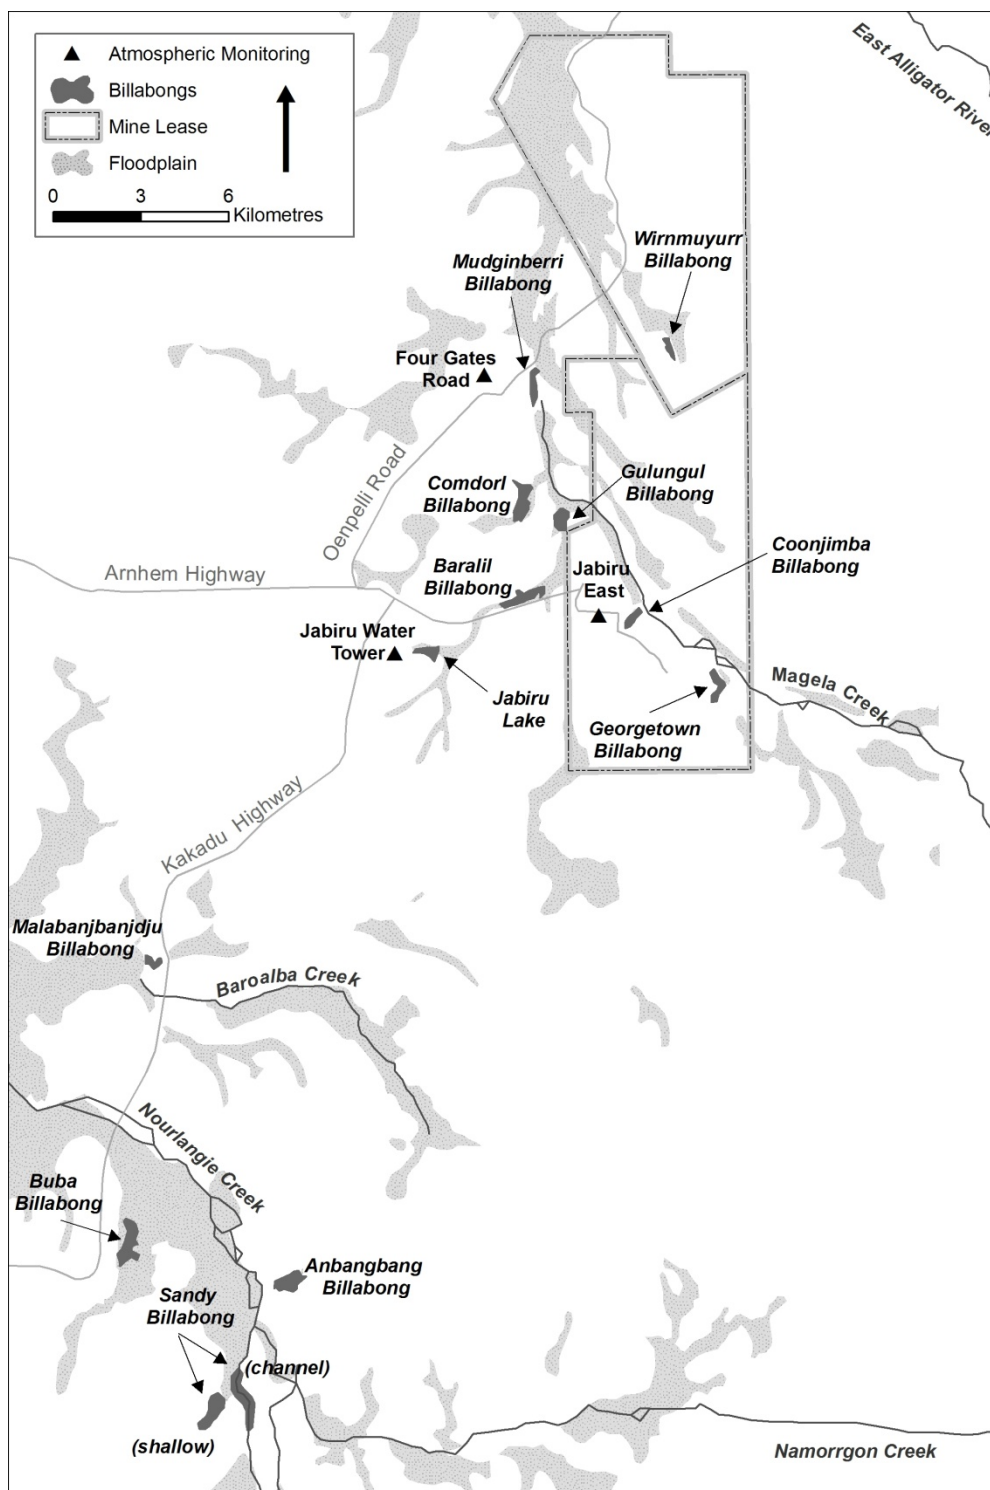 Atmospheric Monitoring
Billabongs
Mine Lease
Floodplain
0 3 6
Kilometres
East Alligator River
Wirnmuyurr
Billabong
Mudginberri
Billabong
Four Gates
Road
Oenpelli Road
Comdorl
Billabong
Gulungul
Billabong
Coonjimba
Billabong
Arnhem Highway
Baralil
Billabong
Jabiru
East
Jabiru Water
Tower
Jabiru
Lake
Magela Creek
Georgetown
Billabong
Kakadu Highway
Malabanjbanjdju
Billabong
Baroalba Creek
Nourlangie Creek
Buba
Billabong
Anbangbang
Billabong
Sandy
Billabong
(channel)
(shallow)
Namorrgon Creek